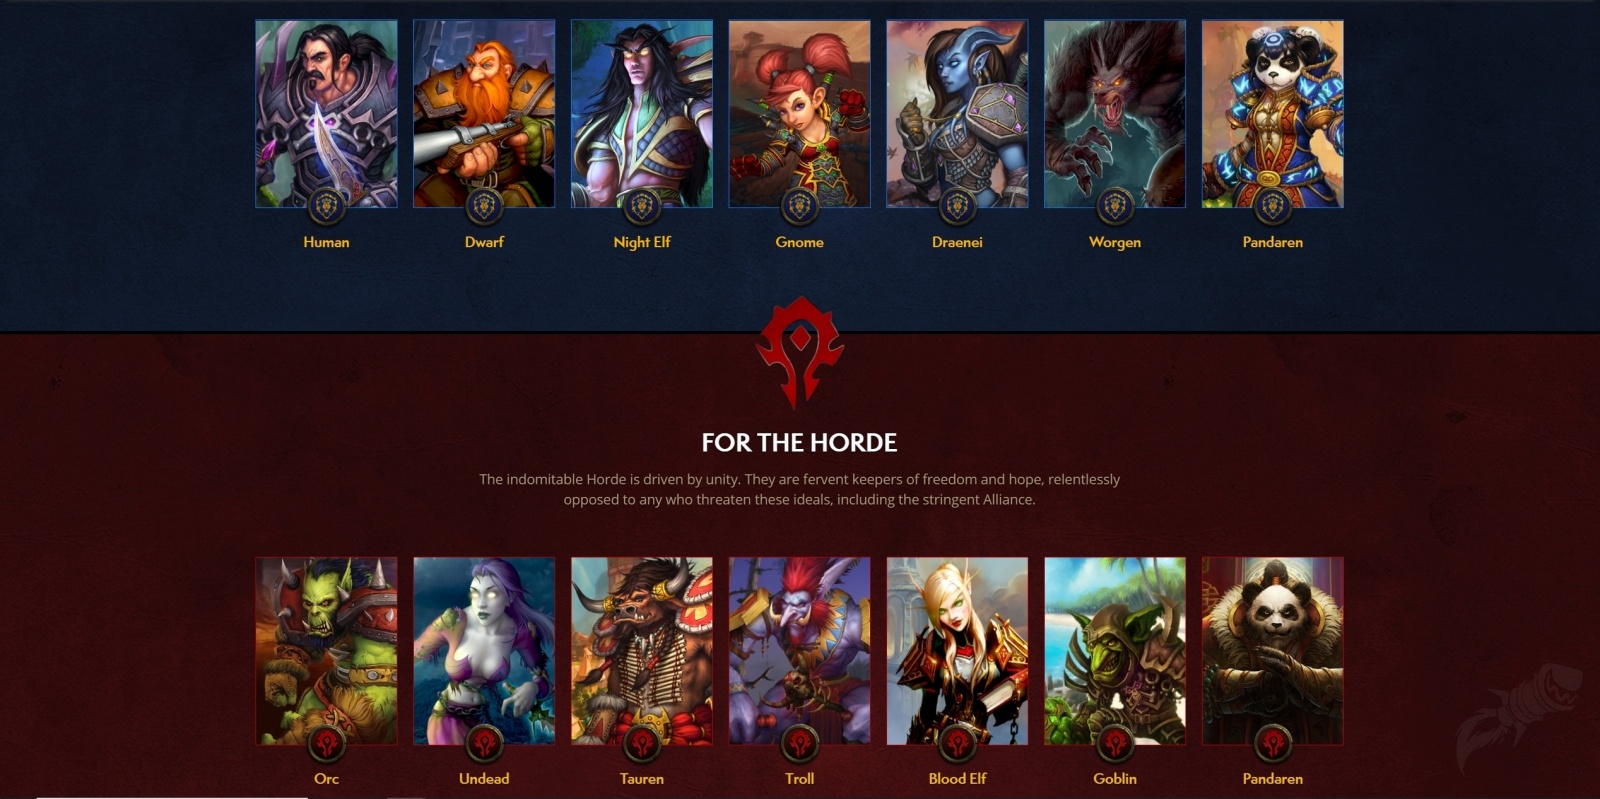 Human
Dwarf
Night Elf
Gnome
Draenei
Worgen
Pandaren
FOR THE HORDE
The indomitable Horde is driven by unity. They are fervent keepers of freedom and hope, relentlessly
opposed to any who threaten these ideals, including the stringent Alliance.
Orc
Undead
Tauren
Troll
Blood Elf
Goblin
Pandaren